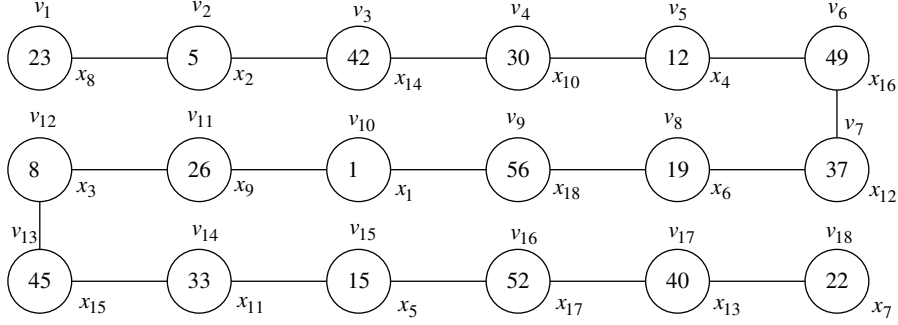 v1 v2 v3 v4 v5 v6
23 5 42 30 12 49
x8 x2 x14 x10 x4 x16
v12 v11 v10 v9 v8 v7
8 26 1 56 19 37
x3 x9 x1 x18 x6 x12
v13 v14 v15 v16 v17 v18
45 33 15 52 40 22
x15 x11 x5 x17 x13 x7